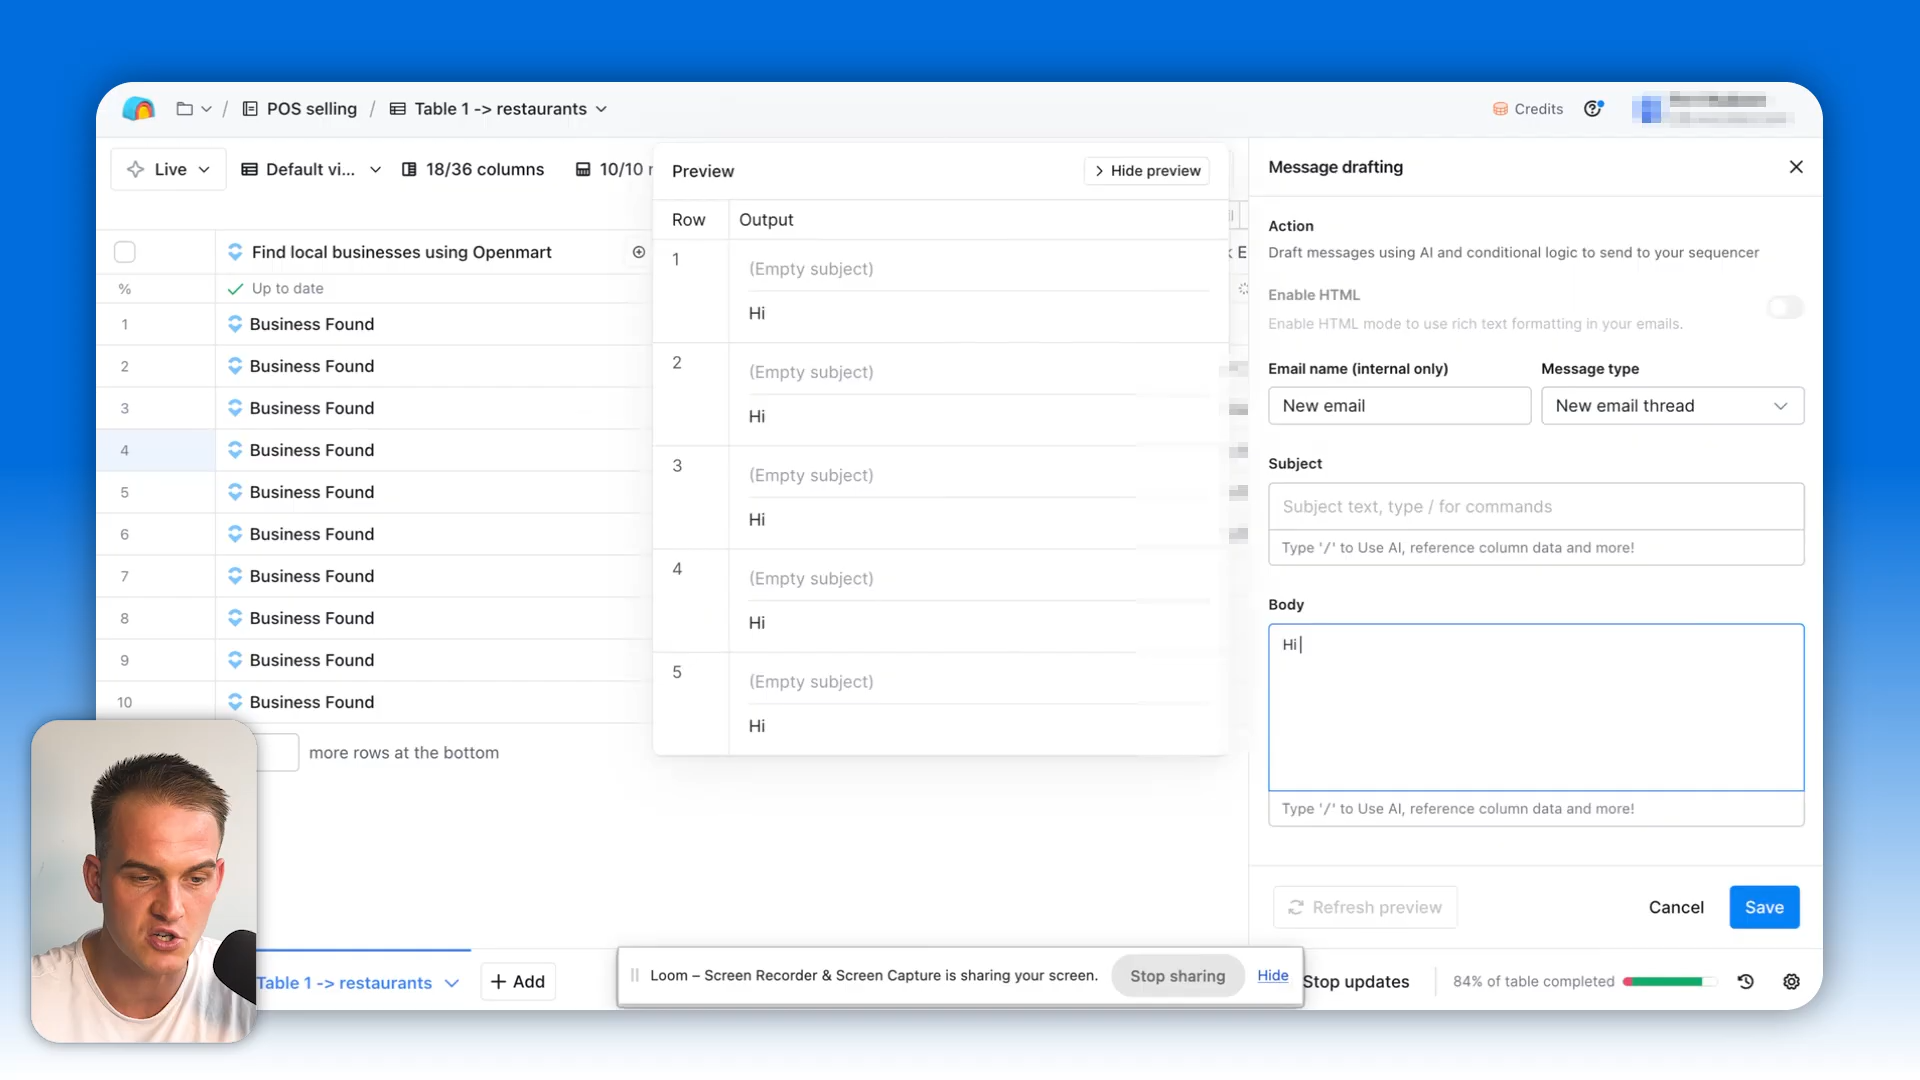 / POS selling / Table 1 -> restaurants
Credits
Live
Default vi...
18/36 columns
10/10 r
Find local businesses using Openmart
%
Up to date
1 Business Found
2 Business Found
3 Business Found
4 Business Found
5 Business Found
6 Business Found
7 Business Found
8 Business Found
9 Business Found
10 Business Found
more rows at the bottom
Preview
Hide preview
Row Output
1 (Empty subject)
Hi
2 (Empty subject)
Hi
3 (Empty subject)
Hi
4 (Empty subject)
Hi
5 (Empty subject)
Hi
Message drafting
Action
Draft messages using AI and conditional logic to send to your sequencer
Enable HTML
Enable HTML mode to use rich text formatting in your emails.
Email name (internal only) Message type
New email New email thread
Subject
Subject text, type / for commands
Type '/' to Use AI, reference column data and more!
Body
Hi
Type '/' to Use AI, reference column data and more!
Refresh preview
Cancel
Save
Table 1 -> restaurants
+ Add
Loom – Screen Recorder & Screen Capture is sharing your screen. Stop sharing Hide
Stop updates
84% of table completed